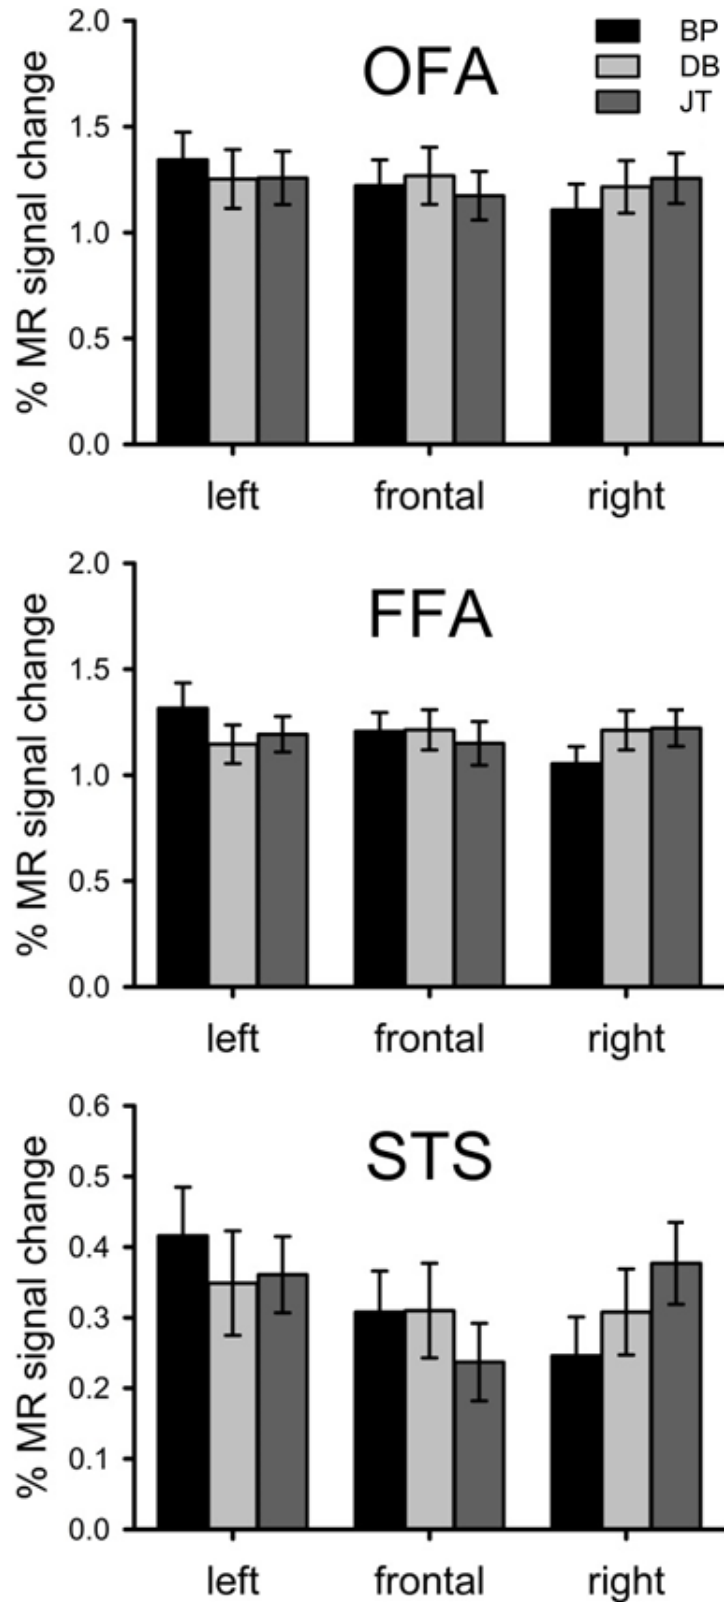 OFA
BP
DB
JT
% MR signal change
2.0
1.5
1.0
0.5
0.0
left frontal right
FFA
% MR signal change
2.0
1.5
1.0
0.5
0.0
left frontal right
STS
% MR signal change
0.6
0.5
0.4
0.3
0.2
0.1
0.0
left frontal right